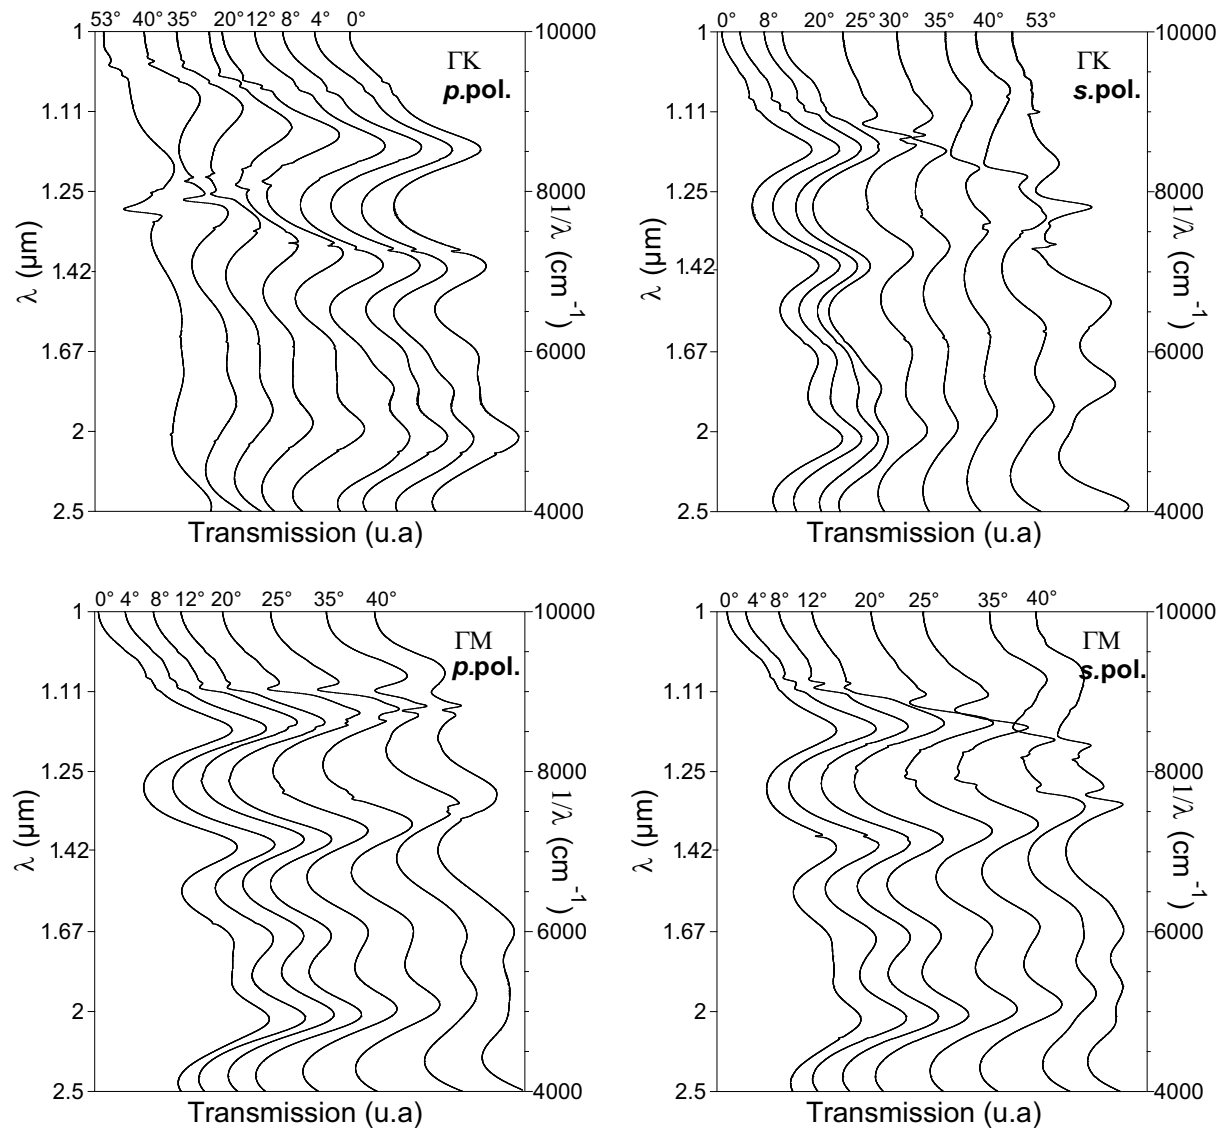 53° 40° 35° 20° 12° 8° 4° 0°
1 10000
ΓK
p.pol.
1.11
1.25 8000
λ (µm)
1/λ (cm-1)
1.42
1.67 6000
2
2.5 4000
Transmission (u.a)
0° 8° 20° 25° 30° 35° 40° 53°
1 10000
ΓK
s.pol.
1.11
1.25 8000
λ (µm)
1/λ (cm-1)
1.42
1.67 6000
2
2.5 4000
Transmission (u.a)
0° 4° 8° 12° 20° 25° 35° 40°
1 10000
ΓM
p.pol.
1.11
1.25 8000
λ (µm)
1/λ (cm-1)
1.42
1.67 6000
2
2.5 4000
Transmission (u.a)
0° 4° 8° 12° 20° 25° 35° 40°
1 10000
ΓM
s.pol.
1.11
1.25 8000
λ (µm)
1/λ (cm-1)
1.42
1.67 6000
2
2.5 4000
Transmission (u.a)